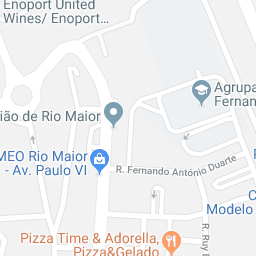 Enoport United
Wines/ Enoport...
Agrupa
Fernan
ião de Rio Maior
MEO Rio Maior
- Av. Paulo VI
R. Fernando António Duarte
Modelo
R. Ruy
Pizza Time & Adorella,
Pizza&Gelado